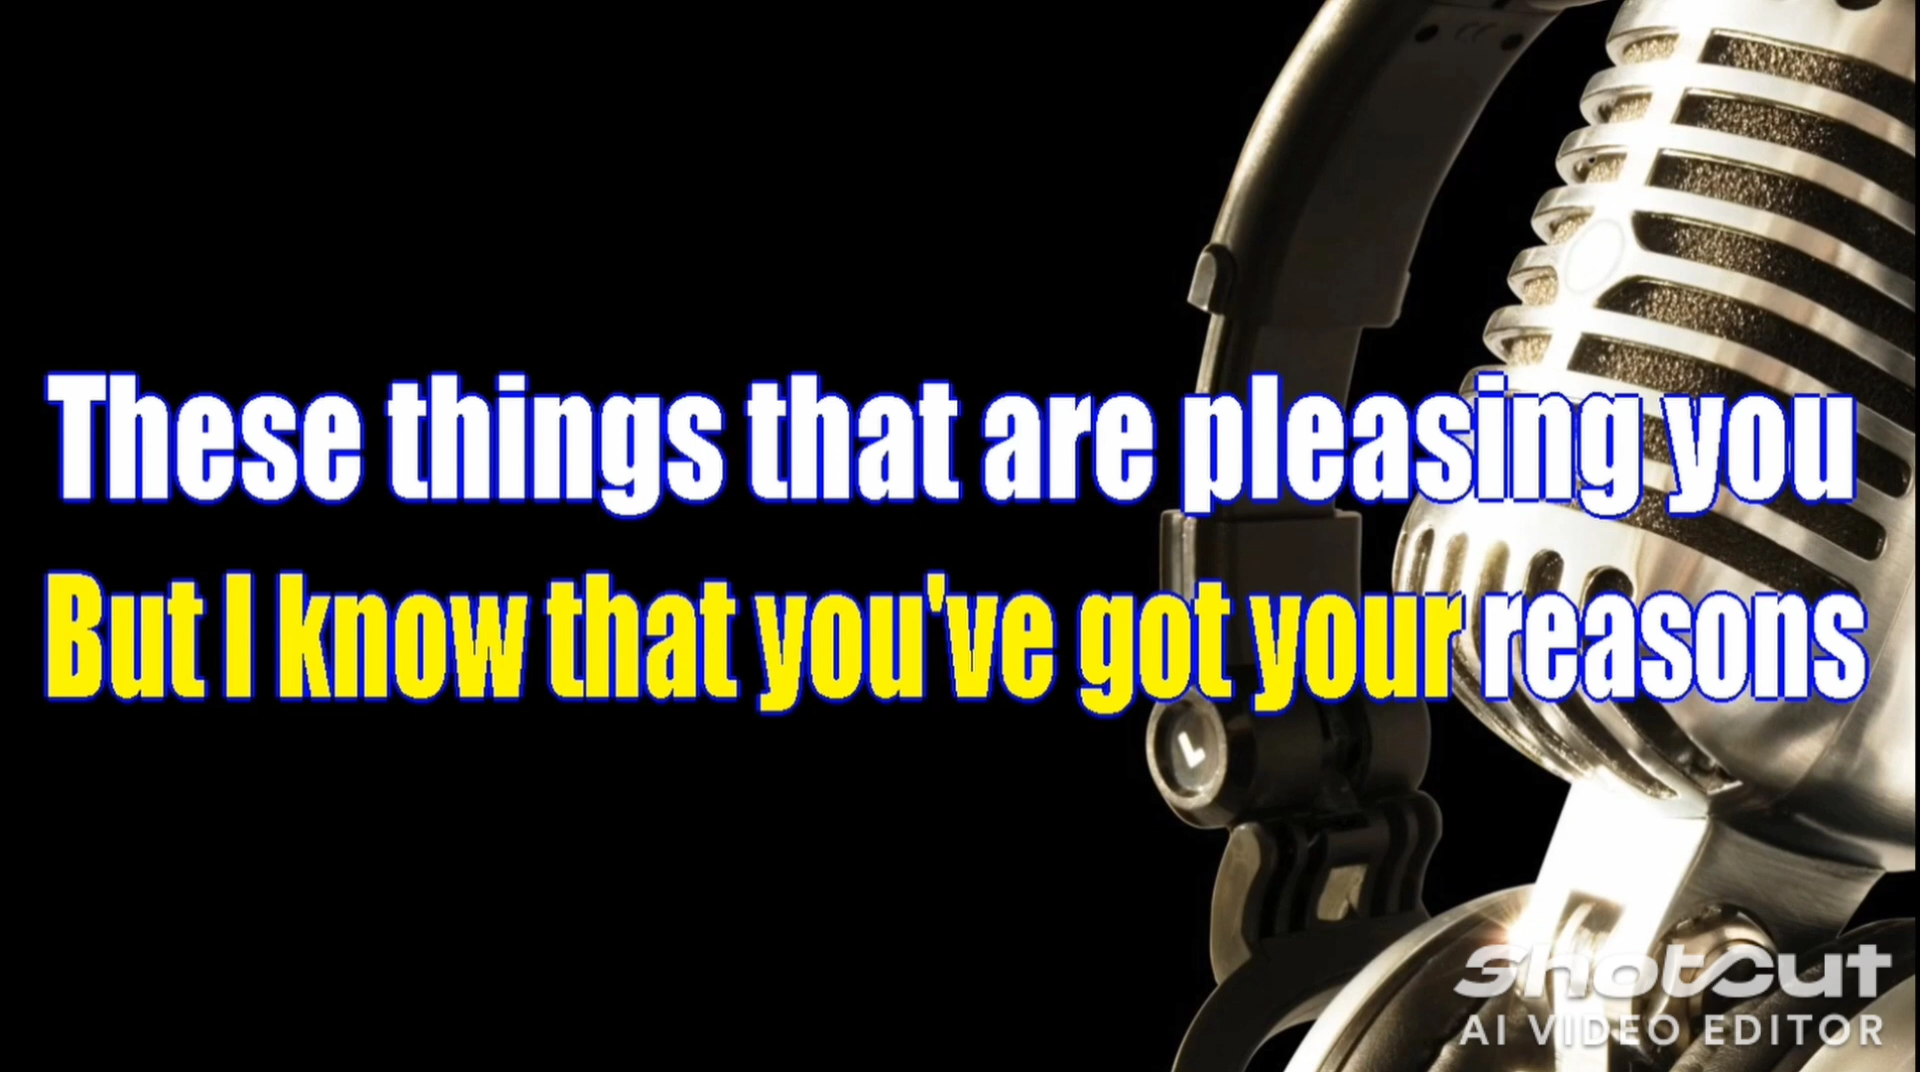 These things that are pleasing you
But I know that you've got your reasons
L
Shotcut
AI VIDEO EDITOR